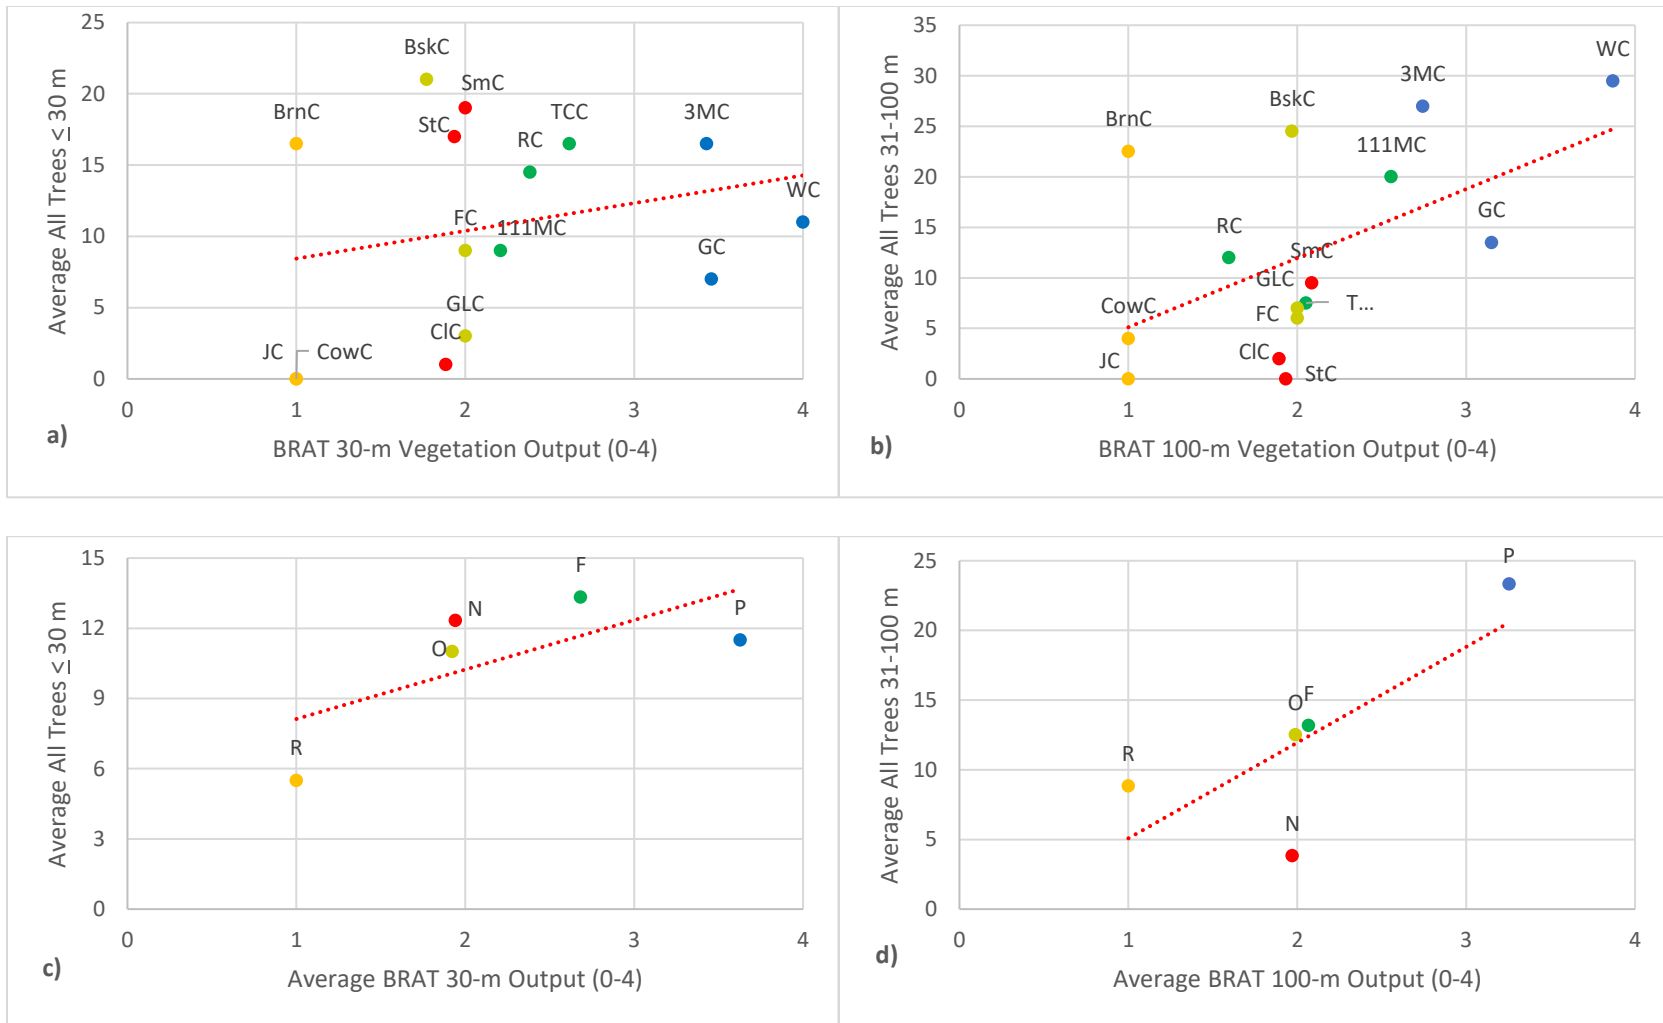 25
20
15
10
5
0
0
1
2
3
4
Average All Trees ≤ 30 m
BRAT 30-m Vegetation Output (0-4)
a)
BskC
SmC
BrnC
StC
TCC
RC
3MC
WC
FC
111MC
GC
GLC
ClC
JC
CowC
35
30
25
20
15
10
5
0
0
1
2
3
4
Average All Trees 31-100 m
BRAT 100-m Vegetation Output (0-4)
b)
WC
3MC
BskC
BrnC
111MC
GC
RC
SmC
GLC
CowC
FC
T...
ClC
JC
StC
15
12
9
6
3
0
0
1
2
3
4
Average All Trees ≤ 30 m
Average BRAT 30-m Output (0-4)
c)
F
N
P
O
R
25
20
15
10
5
0
0
1
2
3
4
Average All Trees 31-100 m
Average BRAT 100-m Output (0-4)
d)
P
O
F
R
N